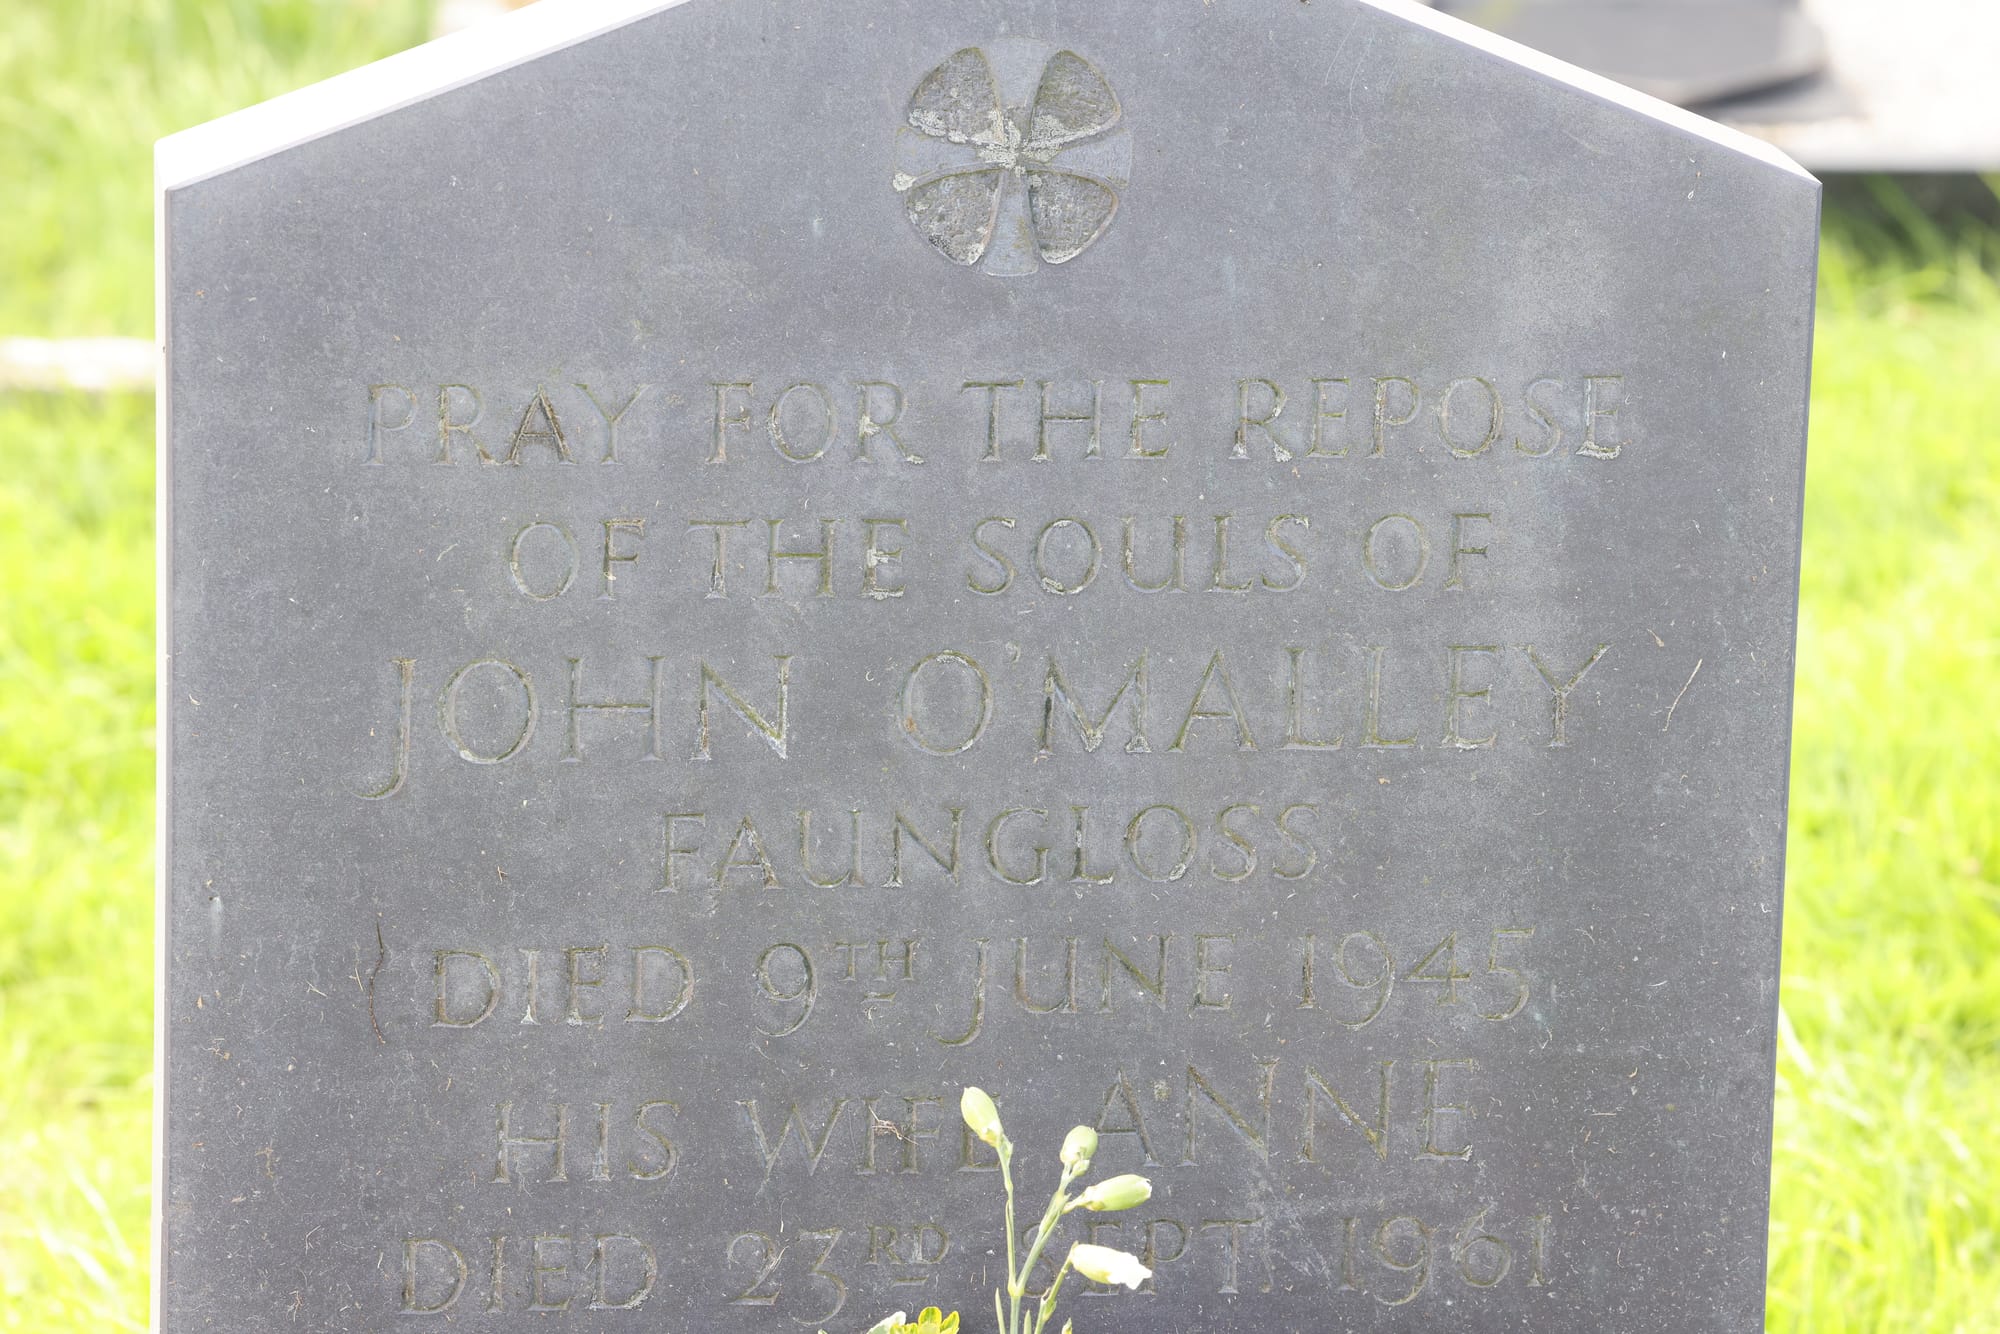 PRAY FOR THE REPOSE
OF THE SOULS OF
JOHN O'MALLEY
FAUNGLOSS
DIED 9TH JUNE 1945
HIS WIFE ANNE
DIED 23RD SEPT. 1961